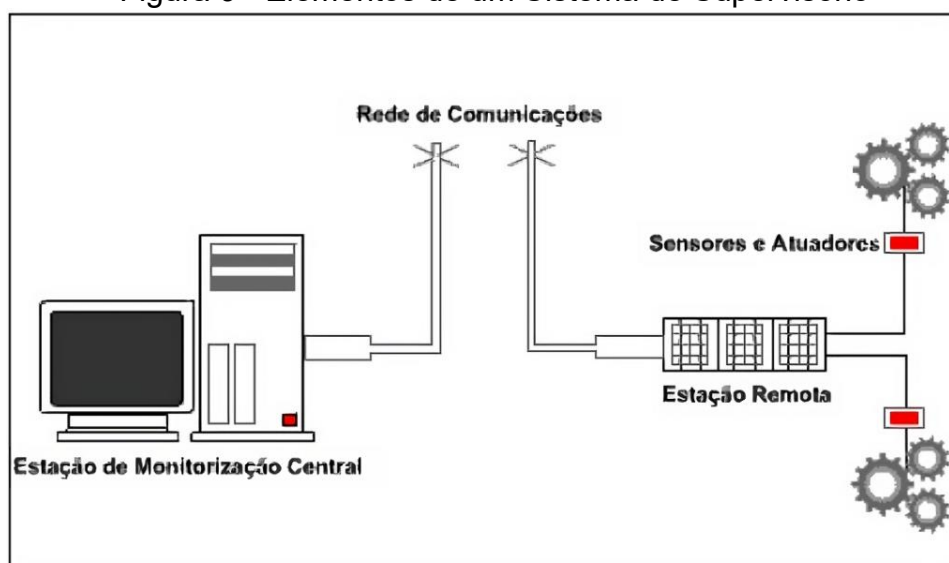 Rede de Comunicações
Sensores e Atuadores
Estação Remota
Estação de Monitorização Central